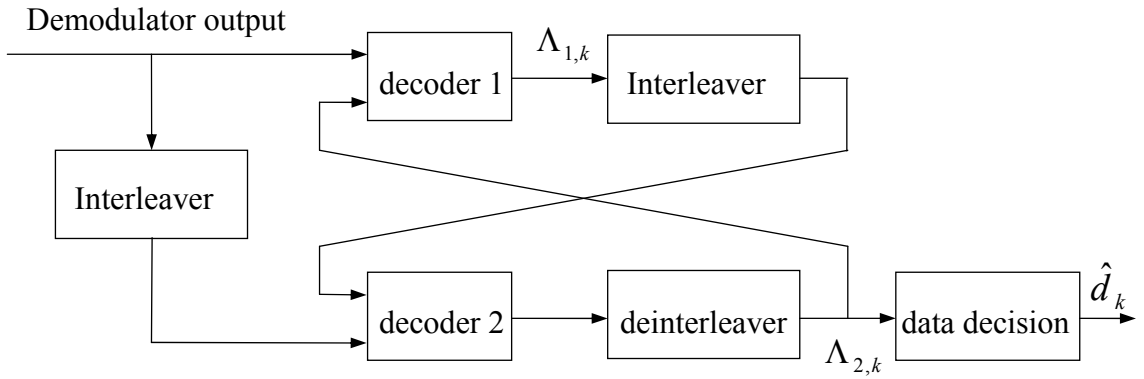 Demodulator output
decoder 1
Λ1,k
Interleaver
Interleaver
decoder 2
deinterleaver
Λ2,k
data decision
d̂k